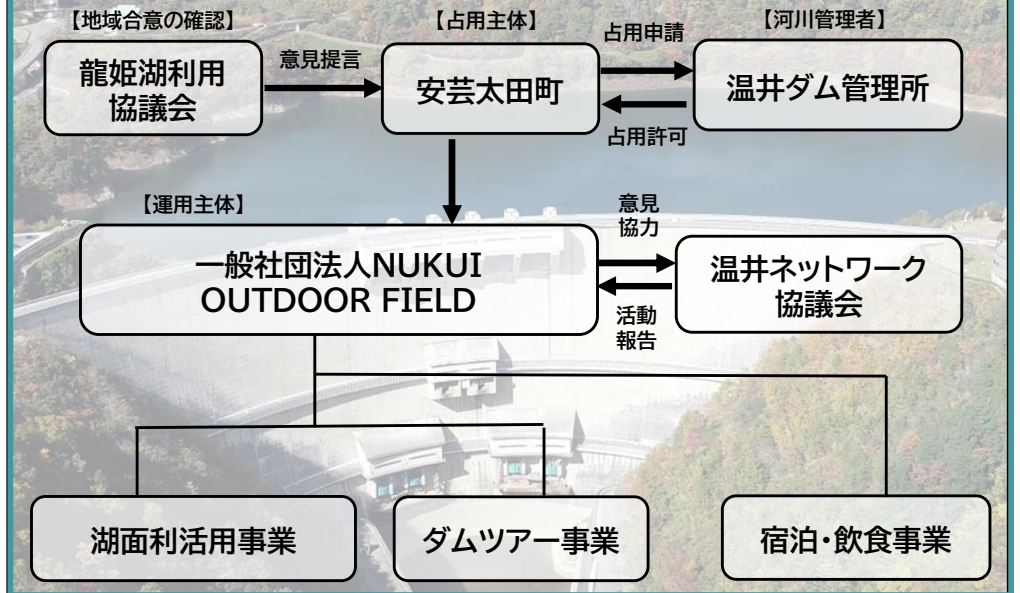 【地域合意の確認】
【占用主体】
【河川管理者】
龍姫湖利用
協議会
意見提言
安芸太田町
占用申請
占用許可
温井ダム管理所
【運用主体】
一般社団法人NUKUI
OUTDOOR FIELD
意見
協力
活動
報告
温井ネットワーク
協議会
湖面利活用事業
ダムツアー事業
宿泊・飲食事業